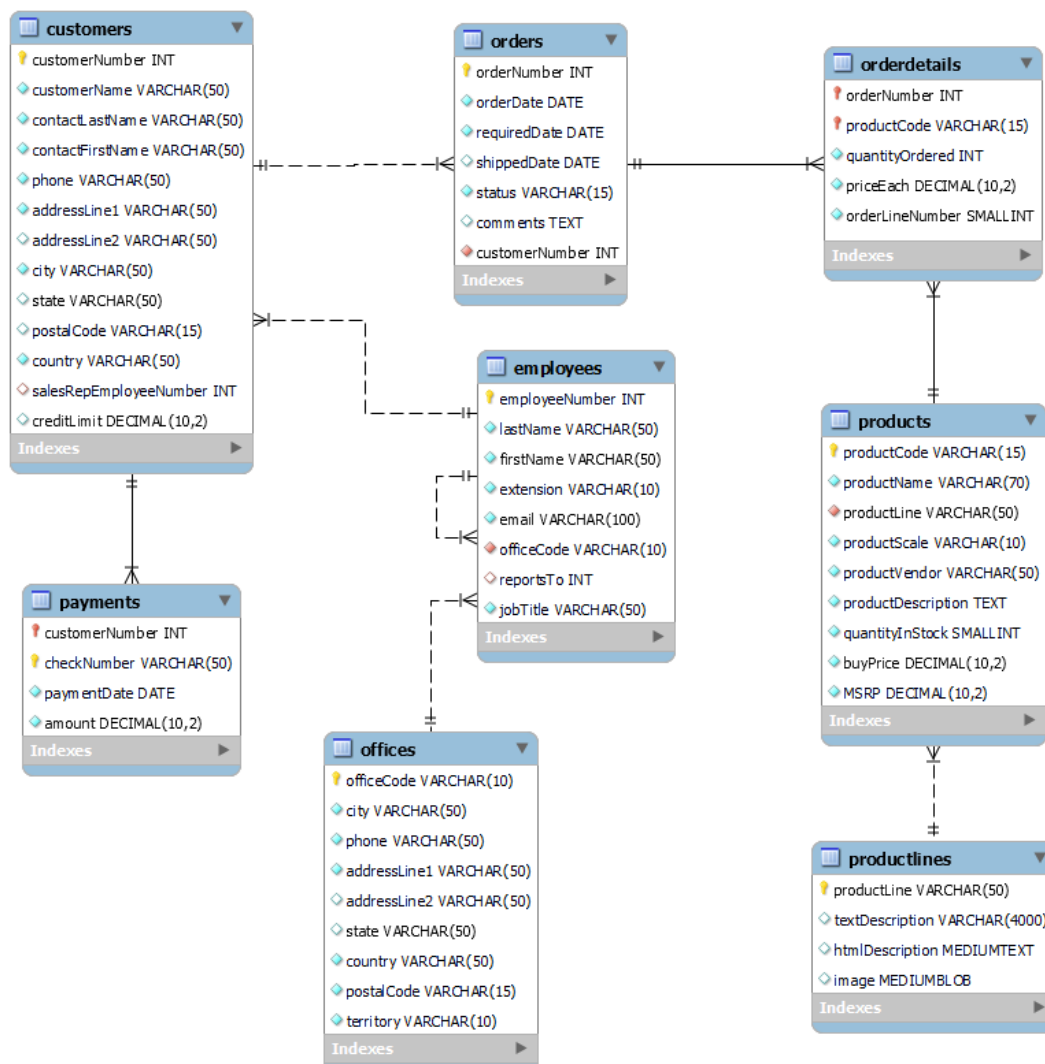 customers
customerNumber INT
customerName VARCHAR(50)
contactLastName VARCHAR(50)
contactFirstName VARCHAR(50)
phone VARCHAR(50)
addressLine1 VARCHAR(50)
addressLine2 VARCHAR(50)
city VARCHAR(50)
state VARCHAR(50)
postalCode VARCHAR(15)
country VARCHAR(50)
salesRepEmployeeNumber INT
creditLimit DECIMAL(10,2)
Indexes
orders
orderNumber INT
orderDate DATE
requiredDate DATE
shippedDate DATE
status VARCHAR(15)
comments TEXT
customerNumber INT
Indexes
orderdetails
orderNumber INT
productCode VARCHAR(15)
quantityOrdered INT
priceEach DECIMAL(10,2)
orderLineNumber SMALLINT
Indexes
employees
employeeNumber INT
lastName VARCHAR(50)
firstName VARCHAR(50)
extension VARCHAR(10)
email VARCHAR(100)
officeCode VARCHAR(10)
reportsTo INT
jobTitle VARCHAR(50)
Indexes
products
productCode VARCHAR(15)
productName VARCHAR(70)
productLine VARCHAR(50)
productScale VARCHAR(10)
productVendor VARCHAR(50)
productDescription TEXT
quantityInStock SMALLINT
buyPrice DECIMAL(10,2)
MSRP DECIMAL(10,2)
Indexes
payments
customerNumber INT
checkNumber VARCHAR(50)
paymentDate DATE
amount DECIMAL(10,2)
Indexes
offices
officeCode VARCHAR(10)
city VARCHAR(50)
phone VARCHAR(50)
addressLine1 VARCHAR(50)
addressLine2 VARCHAR(50)
state VARCHAR(50)
country VARCHAR(50)
postalCode VARCHAR(15)
territory VARCHAR(10)
Indexes
productlines
productLine VARCHAR(50)
textDescription VARCHAR(4000)
htmlDescription MEDIUMTEXT
image MEDIUMBLOB
Indexes